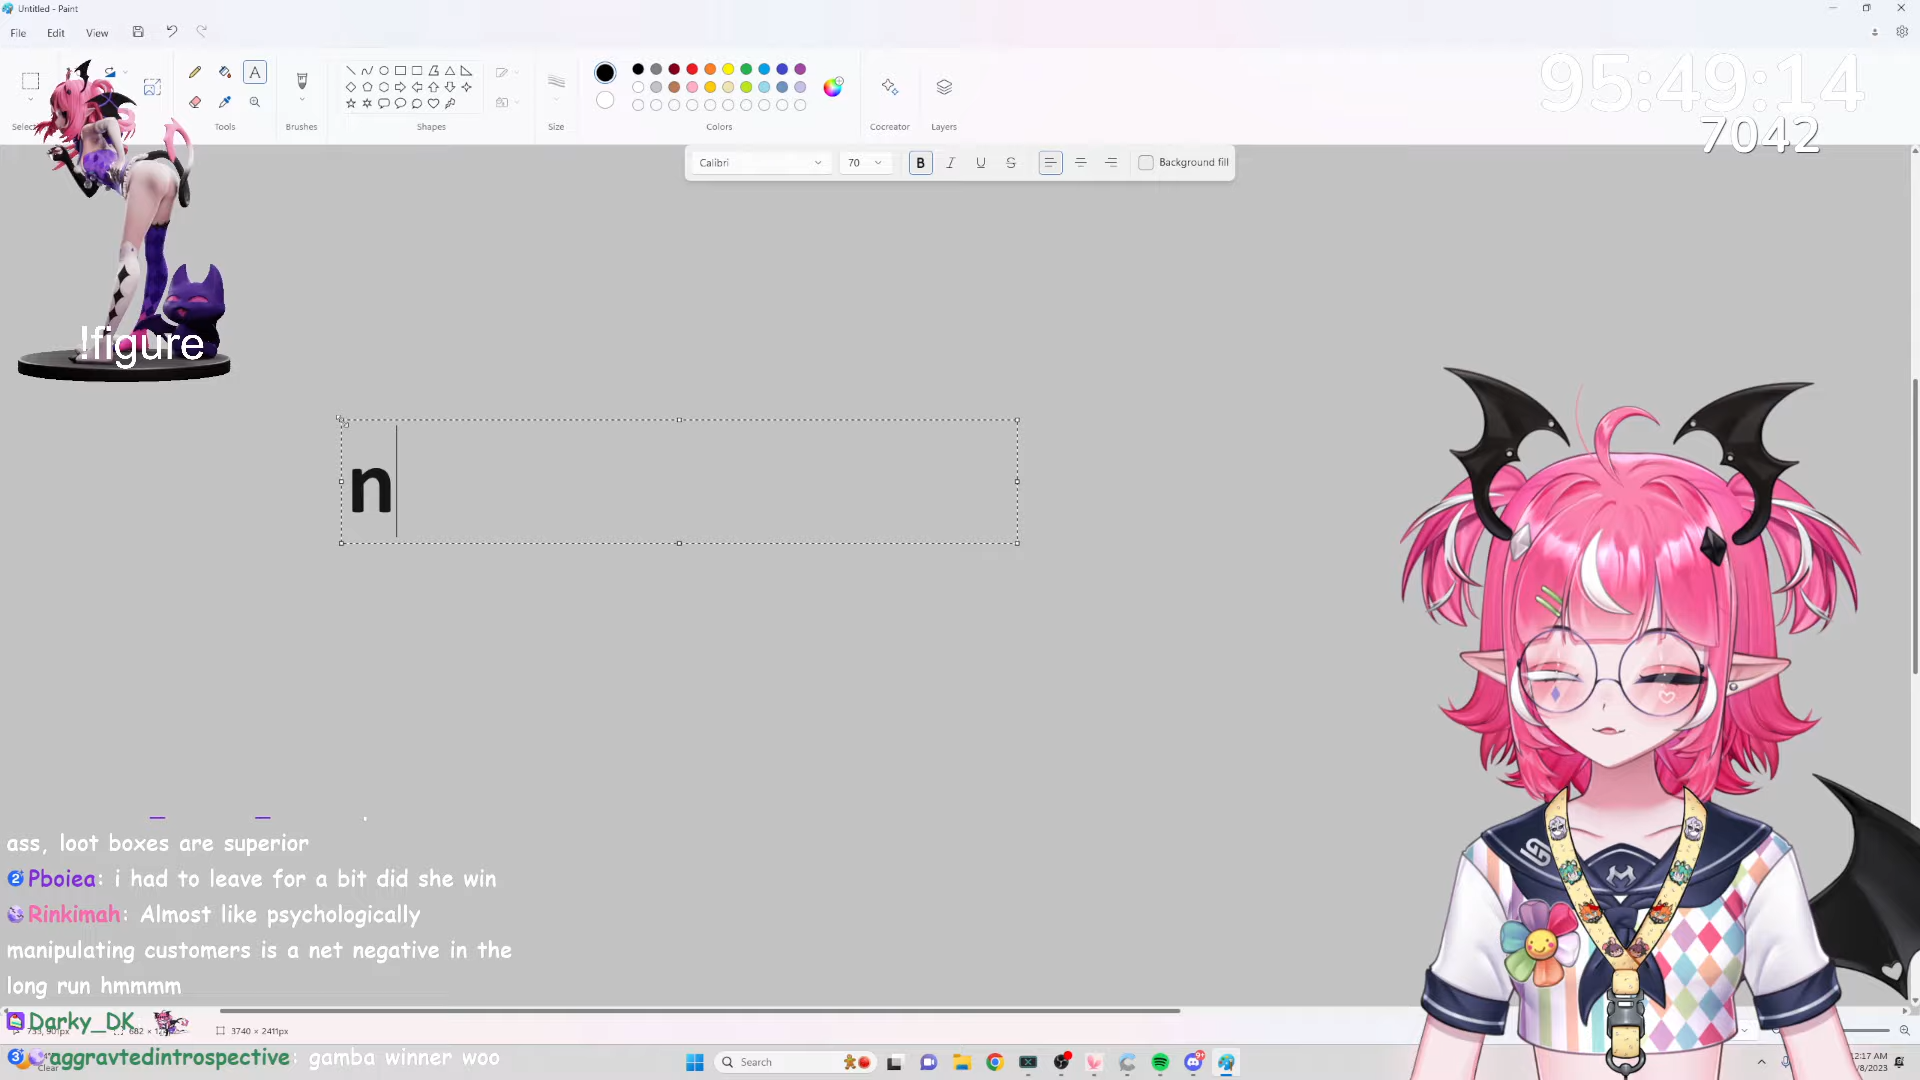 Untitled - Paint
File Edit View
Tools Brushes Shapes Size Colors Cocreator Layers
95:49:14
7042
Calibri 70 B I U S Background fill
!figure
n
ass, loot boxes are superior
Pboiea: i had to leave for a bit did she win
Rinkimah: Almost like psychologically
manipulating customers is a net negative in the
long run hmmmm
Darky_DK
3740 × 2411px
aggravtedintrospective: gamba winner woo
Clear
Search